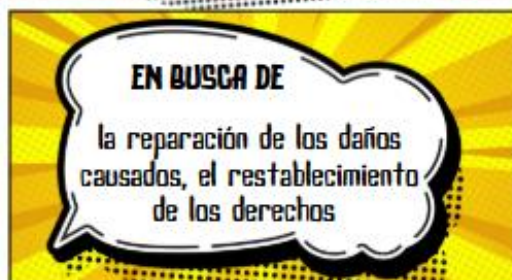 EN BUSCA DE
la reparación de los daños
causados, el restablecimiento
de los derechos